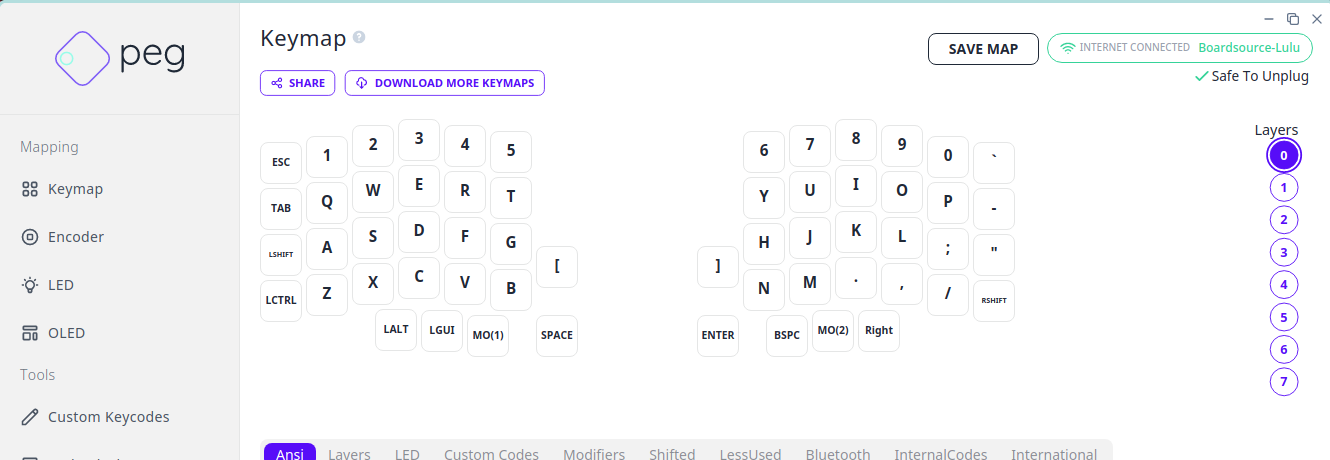 peg
Keymap ?
SAVE MAP
INTERNET CONNECTED Boardsource-Lulu
Safe To Unplug
SHARE
DOWNLOAD MORE KEYMAPS
Mapping
Keymap
Encoder
LED
OLED
Tools
Custom Keycodes
ESC 1 2 3 4 5 6 7 8 9 0 `
TAB Q W E R T Y U I O P -
LSHIFT A S D F G [ ] H J K L ; "
LCTRL Z X C V B N M . , / RSHIFT
LALT LGUI MO(1) SPACE ENTER BSPC MO(2) Right
Layers
0
1
2
3
4
5
6
7
Ansi Layers LED Custom Codes Modifiers Shifted LessUsed Bluetooth InternalCodes International